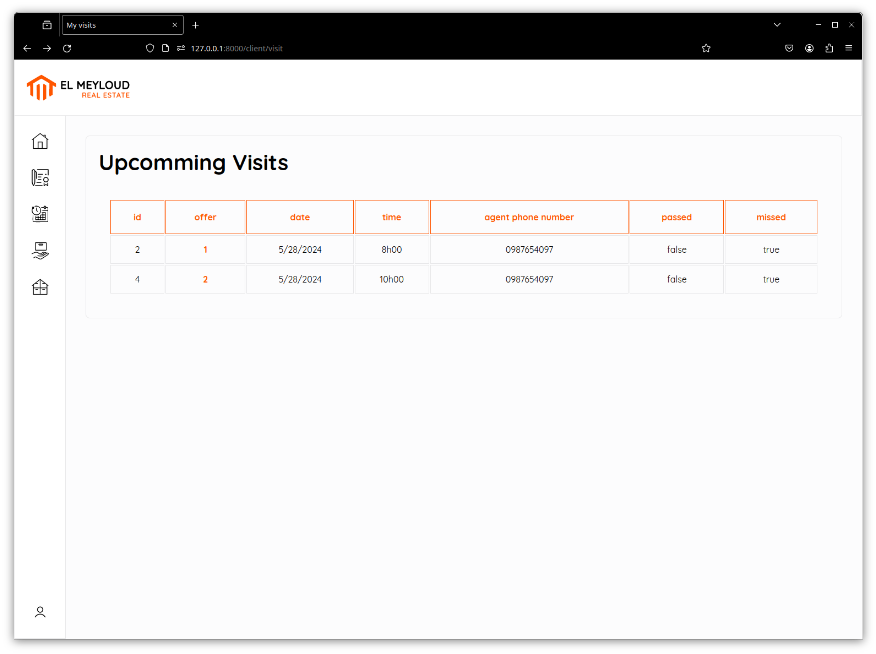 My visits
127.0.0.1:8000/client/visit
EL MEYLOUD
REAL ESTATE
Upcomming Visits
id offer date time agent phone number passed missed
2 1 5/28/2024 8h00 0987654097 false true
4 2 5/28/2024 10h00 0987654097 false true